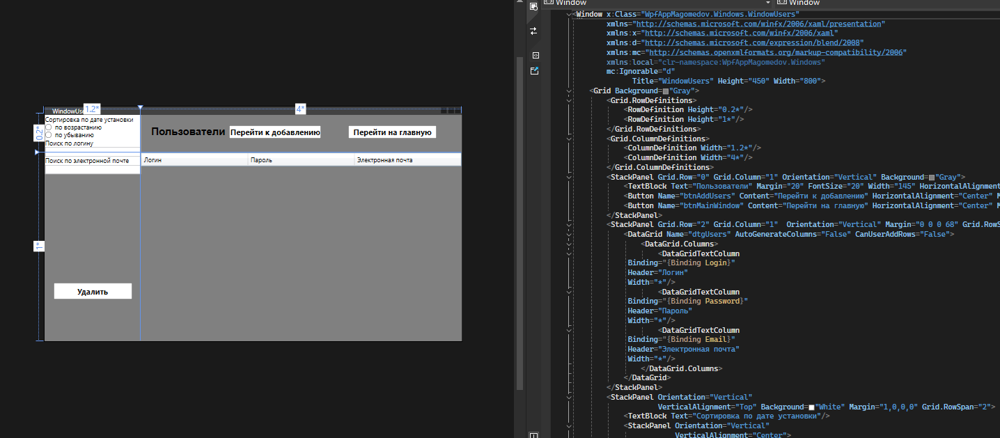 WindowUse
1.2*
4*
0.2*
1*
Сортировка по дате установки
по возрастанию
по убыванию
Поиск по логину
Поиск по электронной почте
Пользователи
Перейти к добавлению
Перейти на главную
Логин
Пароль
Электронная почта
Удалить
Window
Window
<Window x:Class="WpfAppMagomedov.Windows.WindowUsers"
xmlns="http://schemas.microsoft.com/winfx/2006/xaml/presentation"
xmlns:x="http://schemas.microsoft.com/winfx/2006/xaml"
xmlns:d="http://schemas.microsoft.com/expression/blend/2008"
xmlns:mc="http://schemas.openxmlformats.org/markup-compatibility/2006"
xmlns:local="clr-namespace:WpfAppMagomedov.Windows"
mc:Ignorable="d"
Title="WindowUsers" Height="450" Width="800">
<Grid Background="Gray">
<Grid.RowDefinitions>
<RowDefinition Height="0.2*"/>
<RowDefinition Height="1*"/>
</Grid.RowDefinitions>
<Grid.ColumnDefinitions>
<ColumnDefinition Width="1.2*"/>
<ColumnDefinition Width="4*"/>
</Grid.ColumnDefinitions>
<StackPanel Grid.Row="0" Grid.Column="1" Orientation="Vertical" Background="Gray">
<TextBlock Text="Пользователи" Margin="20" FontSize="20" Width="145" HorizontalAlignment
<Button Name="btnAddUsers" Content="Перейти к добавлению" HorizontalAlignment="Center" M
<Button Name="btnMainWindow" Content="Перейти на главную" HorizontalAlignment="Center" M
</StackPanel>
<StackPanel Grid.Row="2" Grid.Column="1"  Orientation="Vertical" Margin="0 0 0 68" Grid.RowS
<DataGrid Name="dtgUsers" AutoGenerateColumns="False" CanUserAddRows="False">
<DataGrid.Columns>
<DataGridTextColumn
Binding="{Binding Login}"
Header="Логин"
Width="*"/>
<DataGridTextColumn
Binding="{Binding Password}"
Header="Пароль"
Width="*"/>
<DataGridTextColumn
Binding="{Binding Email}"
Header="Электронная почта"
Width="*"/>
</DataGrid.Columns>
</DataGrid>
</StackPanel>
<StackPanel Orientation="Vertical"
VerticalAlignment="Top" Background="White" Margin="1,0,0,0" Grid.RowSpan="2">
<TextBlock Text="Сортировка по дате установки"/>
<StackPanel Orientation="Vertical"
VerticalAlignment="Center">